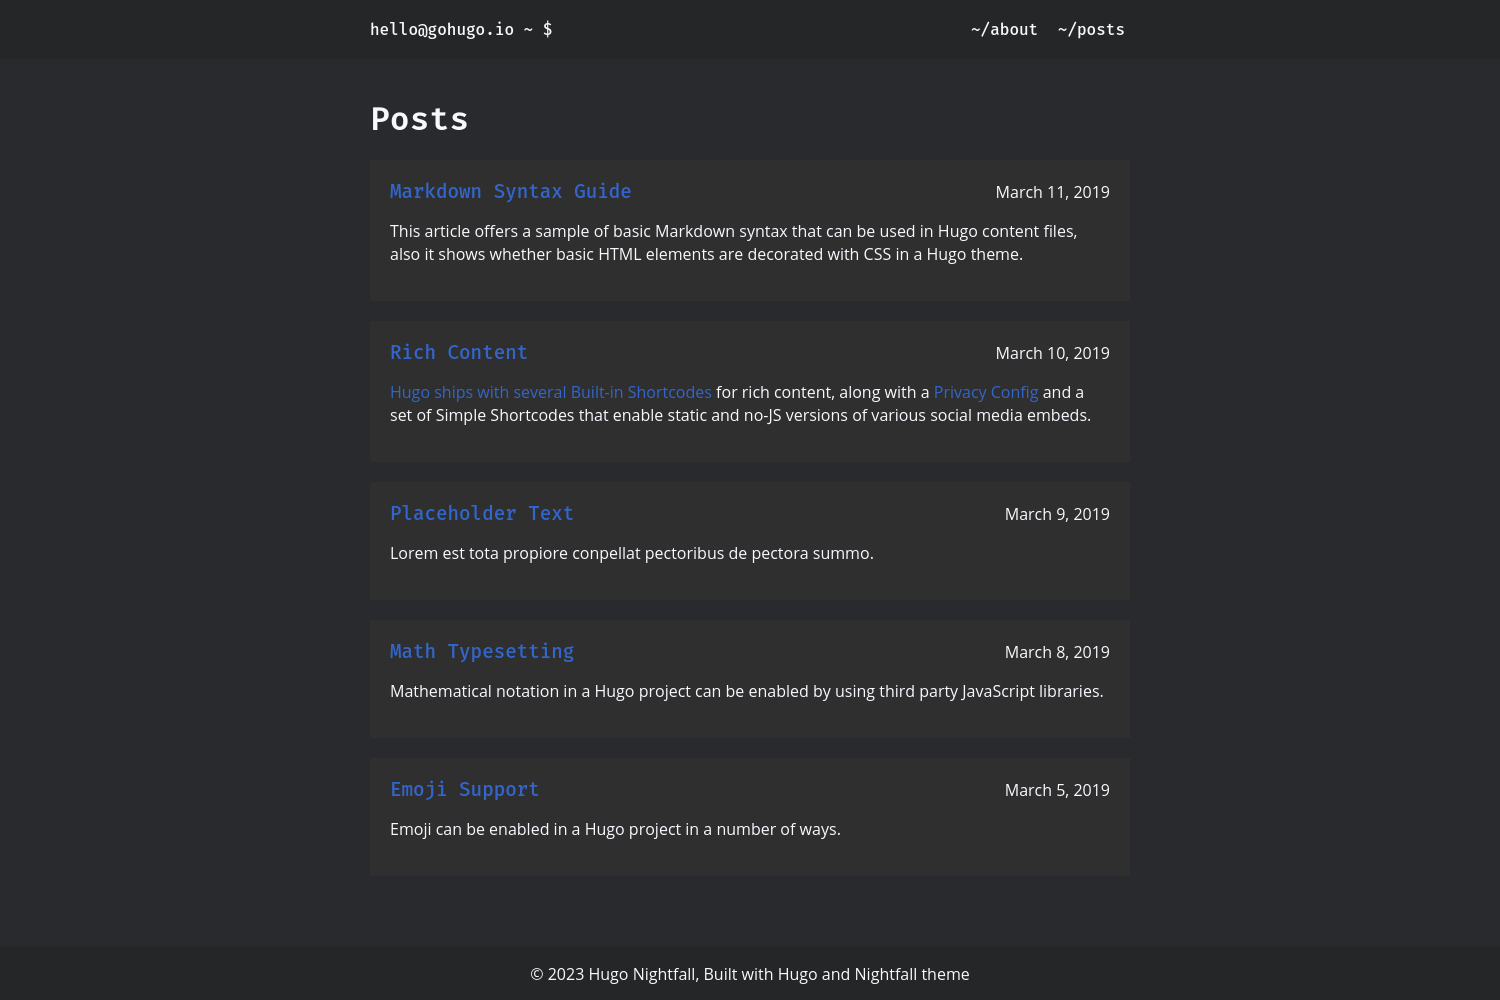 hello@gohugo.io ~ $
~/about ~/posts
Posts
Markdown Syntax Guide
March 11, 2019
This article offers a sample of basic Markdown syntax that can be used in Hugo content files,
also it shows whether basic HTML elements are decorated with CSS in a Hugo theme.
Rich Content
March 10, 2019
Hugo ships with several Built-in Shortcodes for rich content, along with a Privacy Config and a
set of Simple Shortcodes that enable static and no-JS versions of various social media embeds.
Placeholder Text
March 9, 2019
Lorem est tota propiore conpellat pectoribus de pectora summo.
Math Typesetting
March 8, 2019
Mathematical notation in a Hugo project can be enabled by using third party JavaScript libraries.
Emoji Support
March 5, 2019
Emoji can be enabled in a Hugo project in a number of ways.
© 2023 Hugo Nightfall, Built with Hugo and Nightfall theme